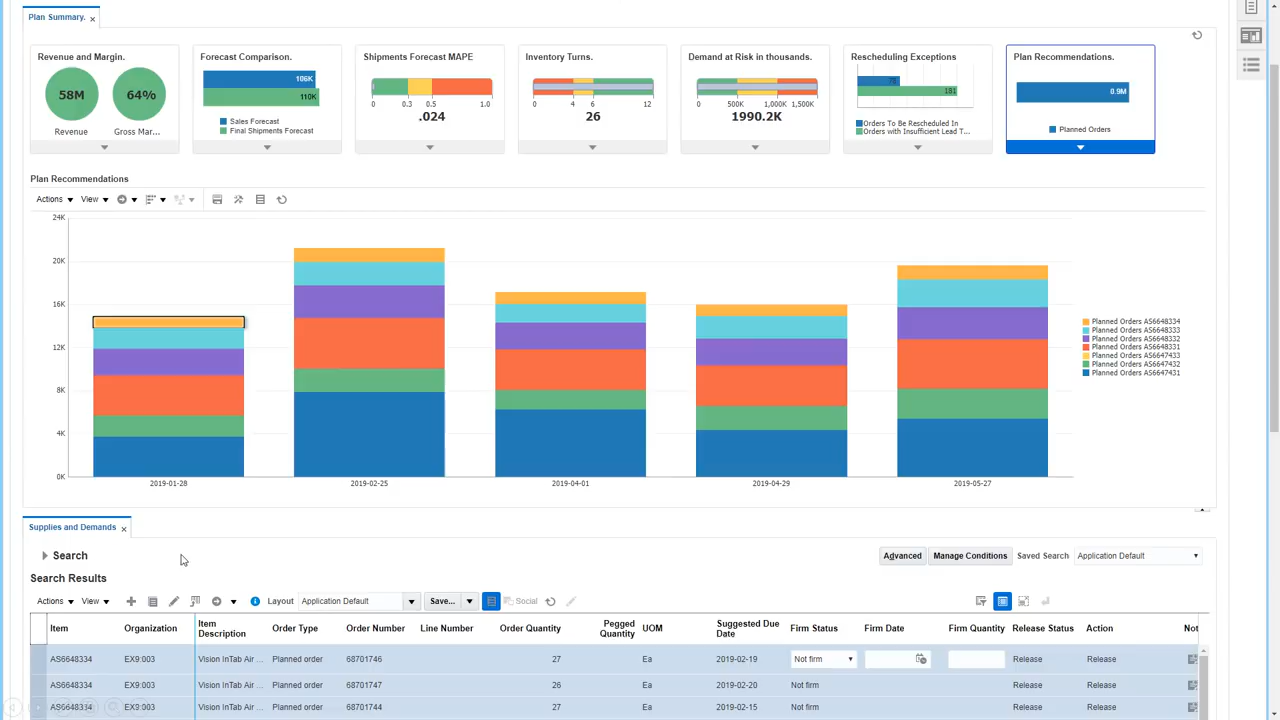 Plan Summary.
Revenue and Margin.
58M
64%
Revenue
Gross Mar...
Forecast Comparison.
106K
110K
Sales Forecast
Final Shipments Forecast
Shipments Forecast MAPE
0 0.3 0.5 1.0
.024
Inventory Turns.
0 4 6 12
26
Demand at Risk in thousands.
0 500K 1,000K 1,500K
1990.2K
Rescheduling Exceptions
181
Orders To Be Rescheduled In
Orders with Insufficient Lead T...
Plan Recommendations.
0.9M
Planned Orders
Plan Recommendations
Actions View
24K
20K
16K
12K
8K
4K
0K
2019-01-28 2019-02-25 2019-04-01 2019-04-29 2019-05-27
Planned Orders AS6648334
Planned Orders AS6648333
Planned Orders AS6648332
Planned Orders AS6648331
Planned Orders AS6647433
Planned Orders AS6647432
Planned Orders AS6647431
Supplies and Demands
Search
Advanced Manage Conditions Saved Search Application Default
Search Results
Actions View Layout Application Default Save... Social
Item Organization Item Description Order Type Order Number Line Number Order Quantity Pegged Quantity UOM Suggested Due Date Firm Status Firm Date Firm Quantity Release Status Action Not
AS6648334 EX9:003 Vision InTab Air ... Planned order 68701746 27 Ea 2019-02-19 Not firm Release Release
AS6648334 EX9:003 Vision InTab Air ... Planned order 68701747 26 Ea 2019-02-20 Not firm Release Release
AS6648334 EX9:003 Vision InTab Air ... Planned order 68701744 27 Ea 2019-02-15 Not firm Release Release